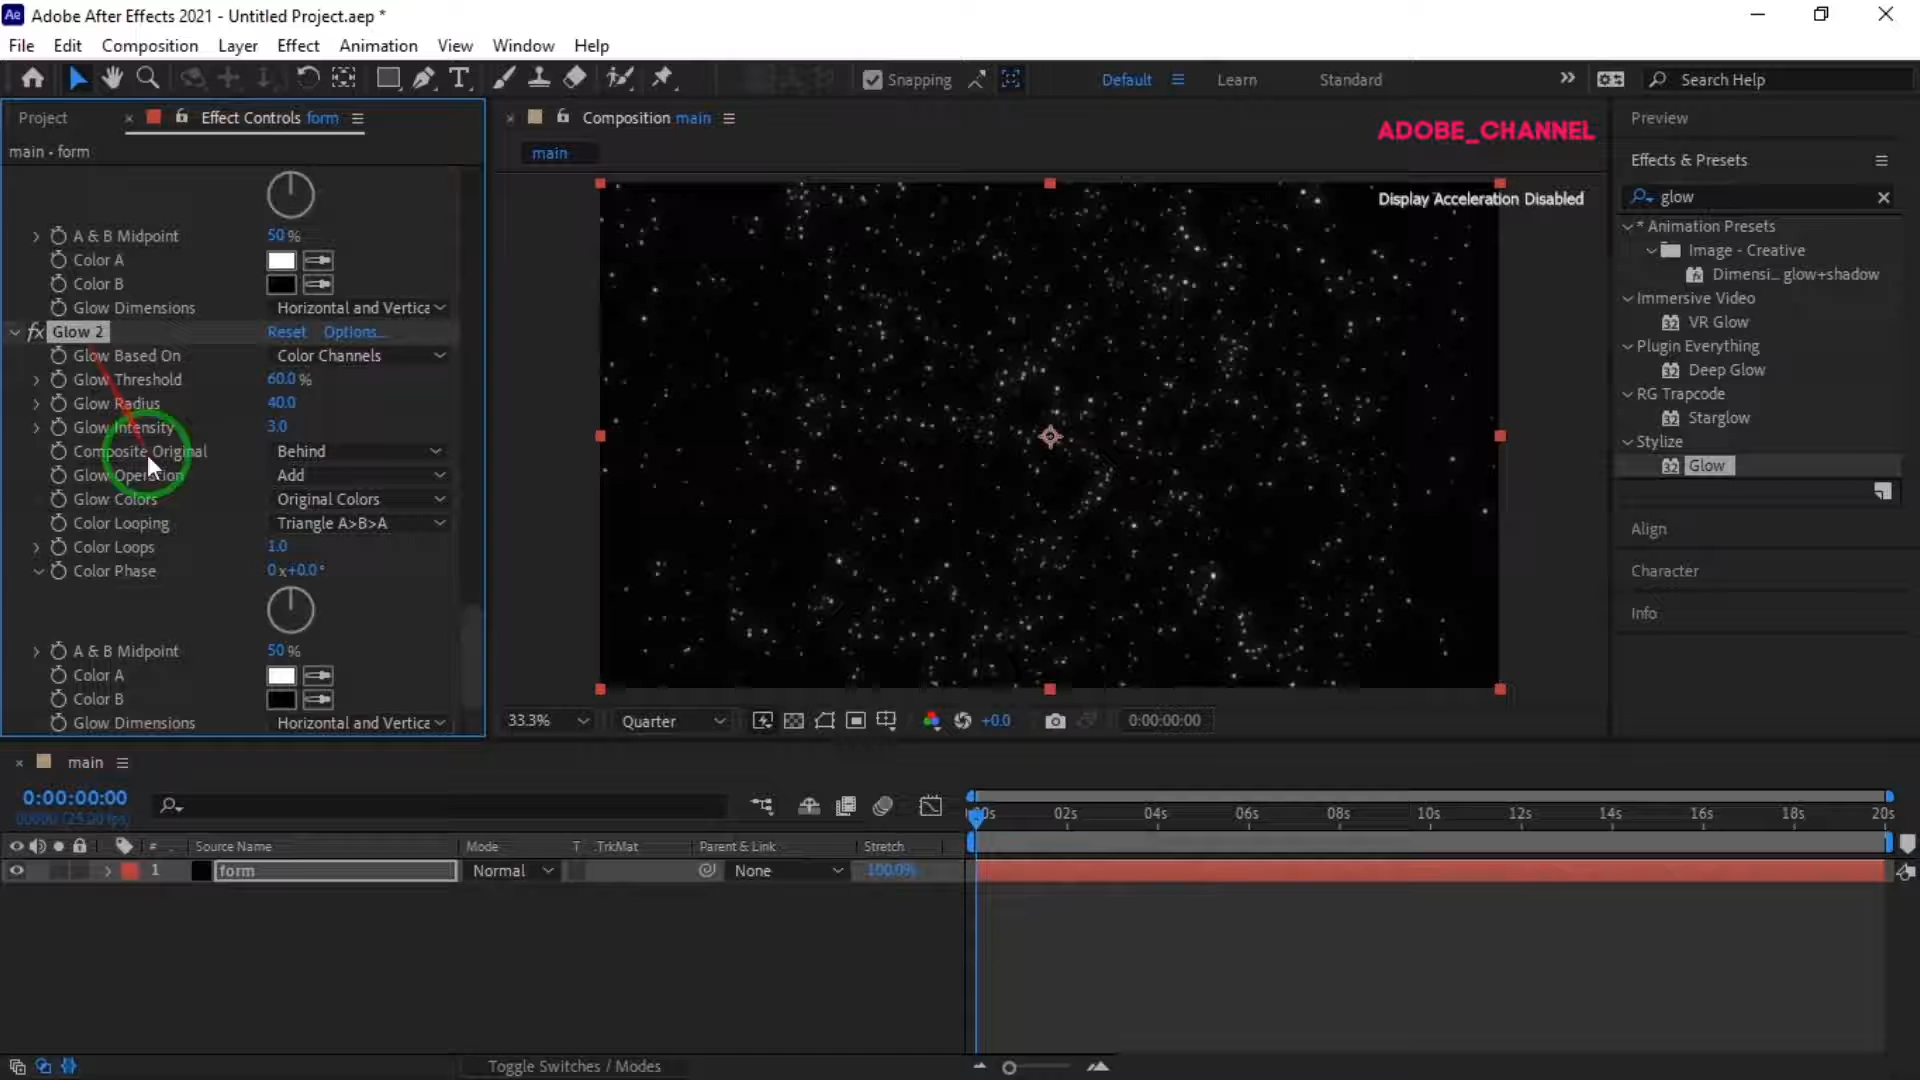 Ae Adobe After Effects 2021 - Untitled Project.aep *
File Edit Composition Layer Effect Animation View Window Help
T Snapping Default Learn Standard Search Help
Project Effect Controls form
main • form
A & B Midpoint 50 %
Color A
Color B
Glow Dimensions Horizontal and Vertica
fx Glow 2 Reset Options...
Glow Based On Color Channels
Glow Threshold 60.0 %
Glow Radius 40.0
Glow Intensity 3.0
Composite Original Behind
Glow Operation Add
Glow Colors Original Colors
Color Looping Triangle A>B>A
Color Loops 1.0
Color Phase 0 x+0.0 °
A & B Midpoint 50 %
Color A
Color B
Glow Dimensions Horizontal and Vertica
Composition main
ADOBE_CHANNEL
main
Display Acceleration Disabled
33.3% Quarter +0.0 0:00:00:00
Preview
Effects & Presets
glow
* Animation Presets
Image - Creative
Dimensi... glow+shadow
Immersive Video
VR Glow
Plugin Everything
Deep Glow
RG Trapcode
Starglow
Stylize
Glow
Align
Character
Info
main
0:00:00:00
00000 (25.00 fps)
00s 02s 04s 06s 08s 10s 12s 14s 16s 18s 20s
# Source Name Mode T .TrkMat Parent & Link Stretch
1 form Normal None 100.0%
Toggle Switches / Modes